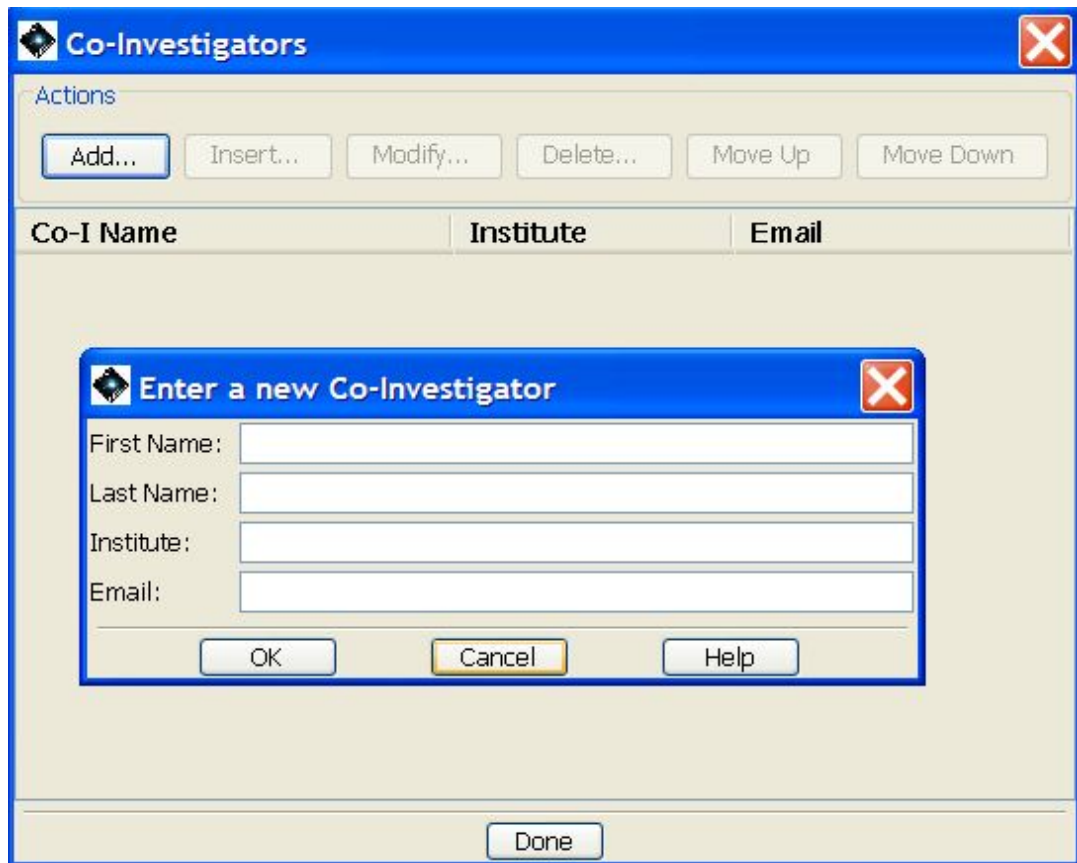 Co-Investigators
Actions
Add... Insert... Modify... Delete... Move Up Move Down
Co-I Name Institute Email
Enter a new Co-Investigator
First Name:
Last Name:
Institute:
Email:
OK Cancel Help
Done